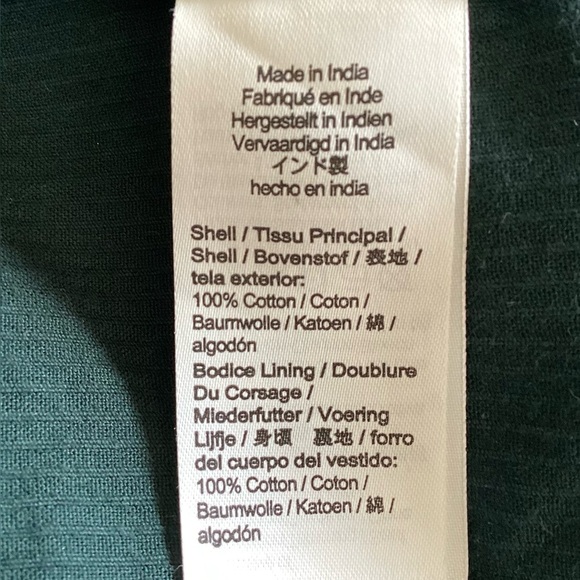 Made in India
Fabriqué en Inde
Hergestellt in Indien
Vervaardigd in India
インド製
hecho en india
Shell / Tissu Principal /
Shell / Bovenstof / 表地 /
tela exterior:
100% Cotton / Coton /
Baumwolle / Katoen / 綿 /
algodón
Bodice Lining / Doublure
Du Corsage /
Miederfutter / Voering
Lijfje / 身頃 裏地 / forro
del cuerpo del vestido:
100% Cotton / Coton /
Baumwolle / Katoen / 綿 /
algodón